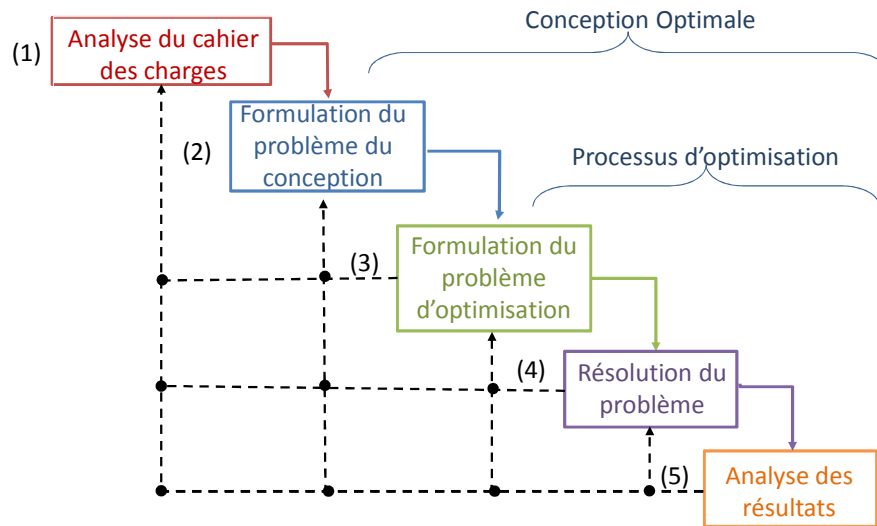 Conception Optimale
(1)
Analyse du cahier
des charges
(2)
Formulation du
problème du
conception
Processus d'optimisation
(3)
Formulation du
problème
d'optimisation
(4)
Résolution du
problème
(5)
Analyse des
résultats